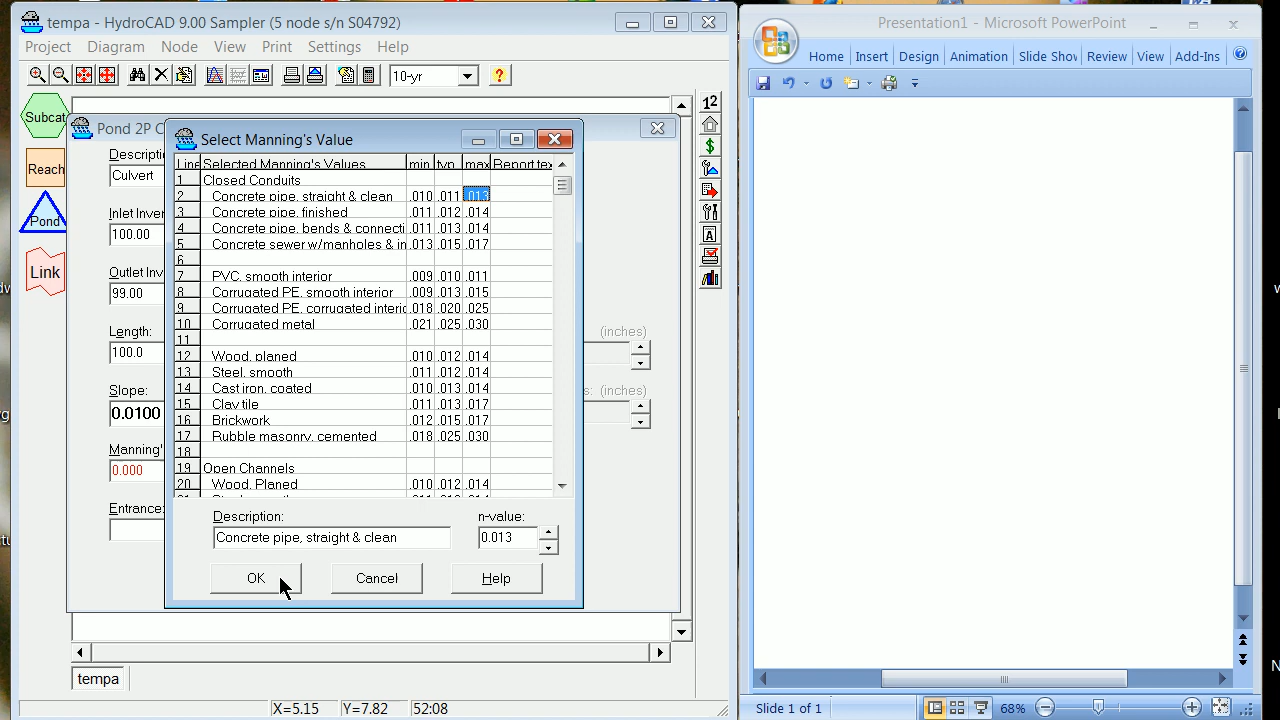 tempa - HydroCAD 9.00 Sampler (5 node s/n S04792)
Project Diagram Node View Print Settings Help
10-yr
Subcat
Reach
Pond
Link
Pond 2P C
Descripti
Culvert
Inlet Inver
100.00
Outlet Inv
99.00
Length:
100.0
Slope:
0.0100
Manning'
0.000
Entrance:
(inches)
s: (inches)
Select Manning's Value
Line Selected Manning's Values min typ max Report tex
1 Closed Conduits
2 Concrete pipe, straight & clean .010 .011 .013
3 Concrete pipe, finished .011 .012 .014
4 Concrete pipe, bends & connecti .011 .013 .014
5 Concrete sewer w/manholes & in .013 .015 .017
6
7 PVC, smooth interior .009 .010 .011
8 Corrugated PE, smooth interior .009 .013 .015
9 Corrugated PE, corrugated interio .018 .020 .025
10 Corrugated metal .021 .025 .030
11
12 Wood, planed .010 .012 .014
13 Steel, smooth .011 .012 .014
14 Cast iron, coated .010 .013 .014
15 Clay tile .011 .013 .017
16 Brickwork .012 .015 .017
17 Rubble masonry, cemented .018 .025 .030
18
19 Open Channels
20 Wood, Planed .010 .012 .014
Description:
Concrete pipe, straight & clean
n-value:
0.013
OK Cancel Help
12
$
A
tempa
X=5.15 Y=7.82 52:08
Presentation1 - Microsoft PowerPoint
Home Insert Design Animation Slide Shov Review View Add-Ins
Slide 1 of 1
68%